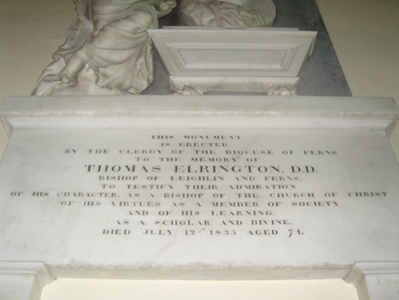 THIS MONUMENT
IS ERECTED
BY THE CLERGY OF THE DIOCESE OF FERNS
TO THE MEMORY OF
THOMAS ELRINGTON, D.D.
BISHOP OF LEIGHLIN AND FERNS,
TO TESTIFY THEIR ADMIRATION
OF HIS CHARACTER, AS A BISHOP OF THE CHURCH OF CHRIST
OF HIS VIRTUES AS A MEMBER OF SOCIETY
AND OF HIS LEARNING,
AS A SCHOLAR AND DIVINE.
DIED JULY 12TH 1835 AGED 74.